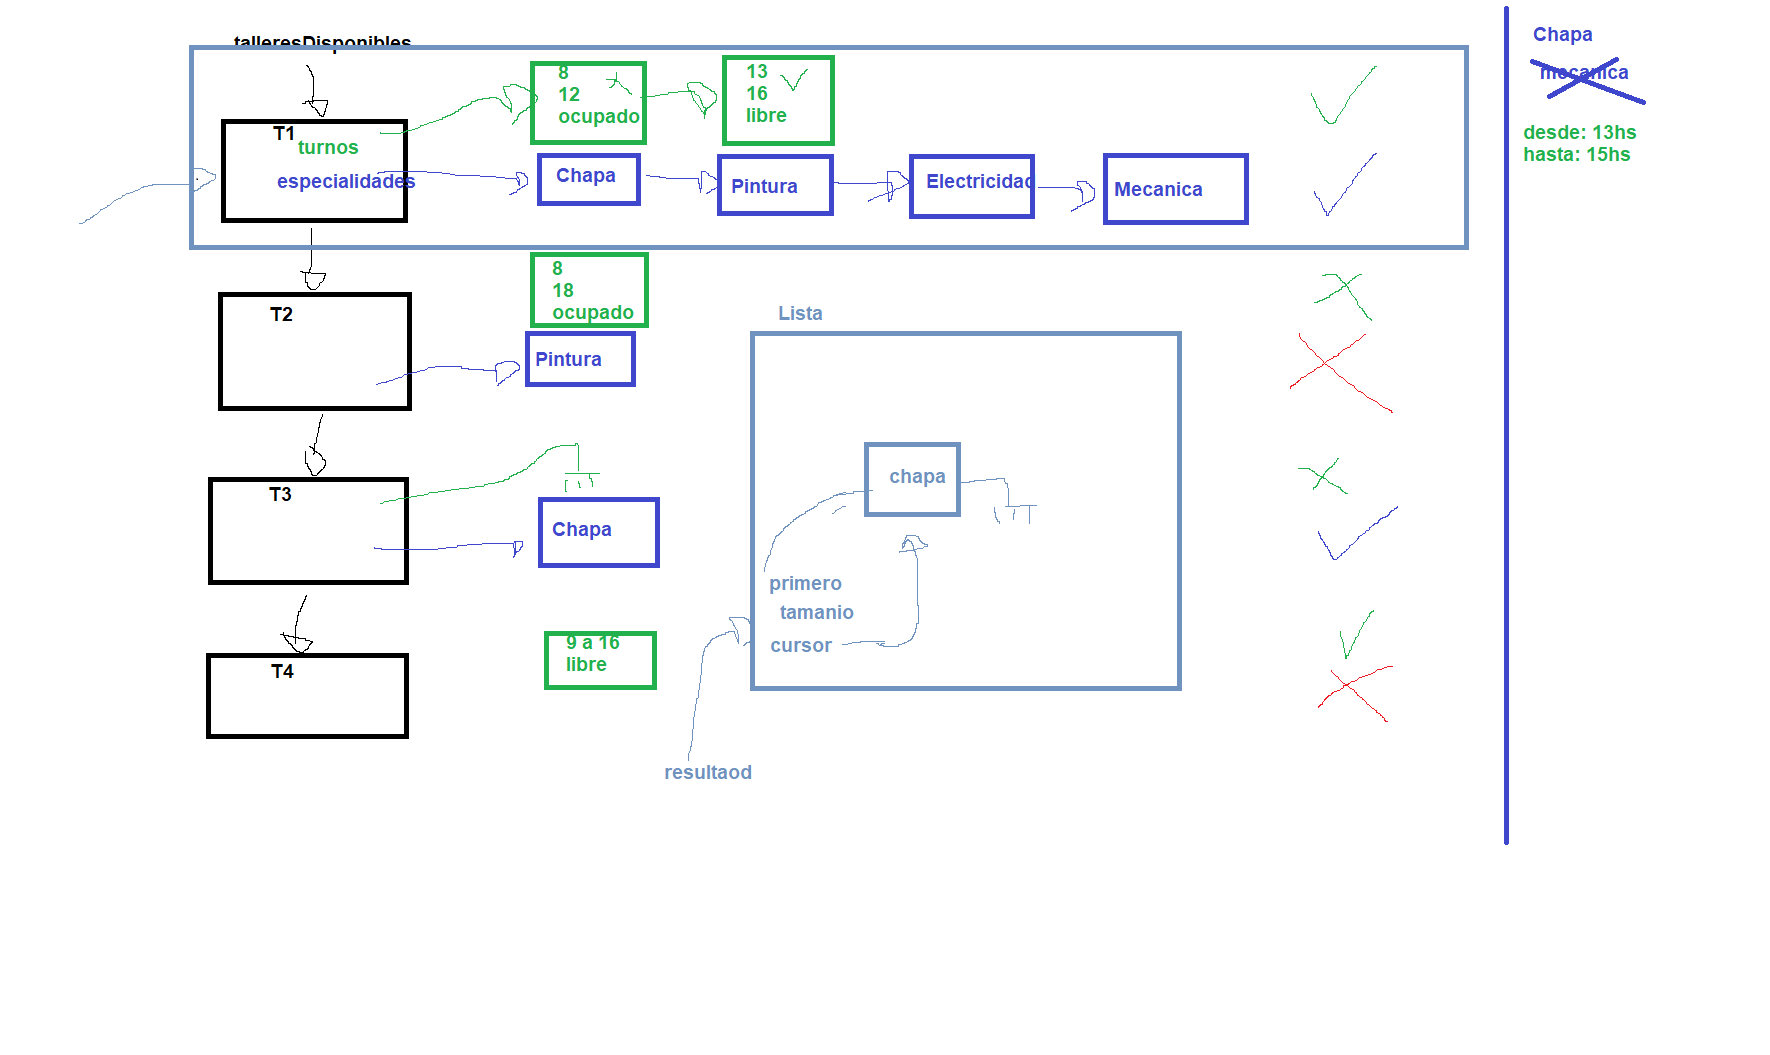 talleresDisponibles
T1
turnos
especialidades
8
12
ocupado
13
16
libre
Chapa
Pintura
Electricidad
Mecanica
T2
8
18
ocupado
Pintura
T3
Chapa
T4
9 a 16
libre
Lista
chapa
primero
tamanio
cursor
resultaod
Chapa
mecanica
desde: 13hs
hasta: 15hs